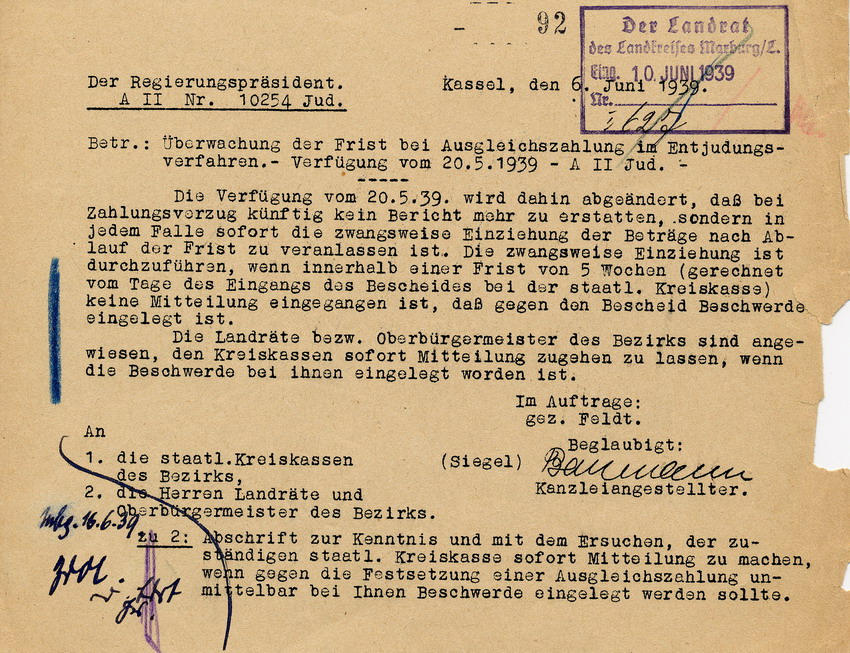 - 92
Der Landrat
des Landkreises Marburg/L.
Eing. 10. JUNI 1939
Nr.
Der Regierungspräsident. Kassel, den 6. Juni 1939.
A II Nr. 10254 Jud.
Betr.: Überwachung der Frist bei Ausgleichszahlung im Entjudungs-
verfahren.- Verfügung vom 20.5.1939 - A II Jud. -
-----
Die Verfügung vom 20.5.39. wird dahin abgeändert, daß bei
Zahlungsverzug künftig kein Bericht mehr zu erstatten, sondern in
jedem Falle sofort die zwangsweise Einziehung der Beträge nach Ab-
lauf der Frist zu veranlassen ist. Die zwangsweise Einziehung ist
durchzuführen, wenn innerhalb einer Frist von 5 Wochen (gerechnet
vom Tage des Eingangs des Bescheides bei der staatl. Kreiskasse)
keine Mitteilung eingegangen ist, daß gegen den Bescheid Beschwerde
eingelegt ist.
Die Landräte bezw. Oberbürgermeister des Bezirks sind ange-
wiesen, den Kreiskassen sofort Mitteilung zugehen zu lassen, wenn
die Beschwerde bei ihnen eingelegt worden ist.
Im Auftrage:
gez. Feldt.
An
Beglaubigt:
1. die staatl.Kreiskassen (Siegel) Baumann
des Bezirks,
Kanzleiangestellter.
2. die Herren Landräte und
Oberbürgermeister des Bezirks.
Mbg. 16.6.39
zu 2: Abschrift zur Kenntnis und mit dem Ersuchen, der zu-
ständigen staatl. Kreiskasse sofort Mitteilung zu machen,
wenn gegen die Festsetzung einer Ausgleichszahlung un-
mittelbar bei Ihnen Beschwerde eingelegt werden sollte.